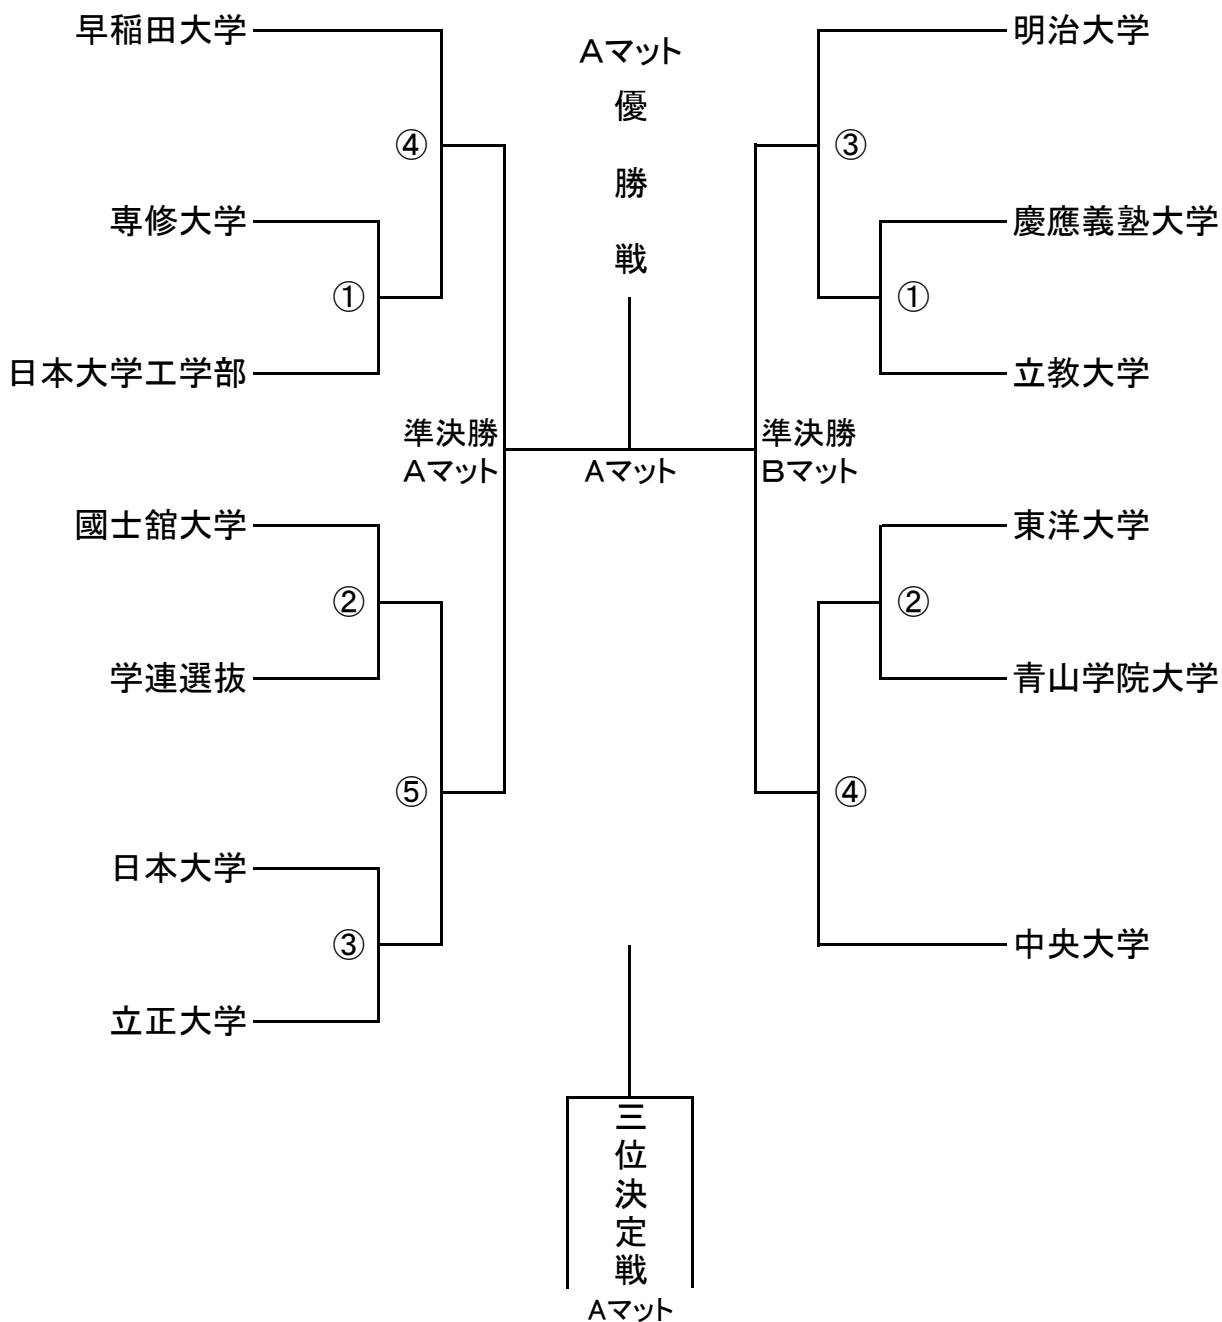 早稲田大学
④
専修大学
①
日本大学工学部
準決勝
Aマット
國士舘大学
②
学連選抜
⑤
日本大学
③
立正大学
Aマット
優勝戦
Aマット
明治大学
③
慶應義塾大学
①
立教大学
準決勝
Bマット
東洋大学
②
青山学院大学
④
中央大学
三位決定戦
Aマット